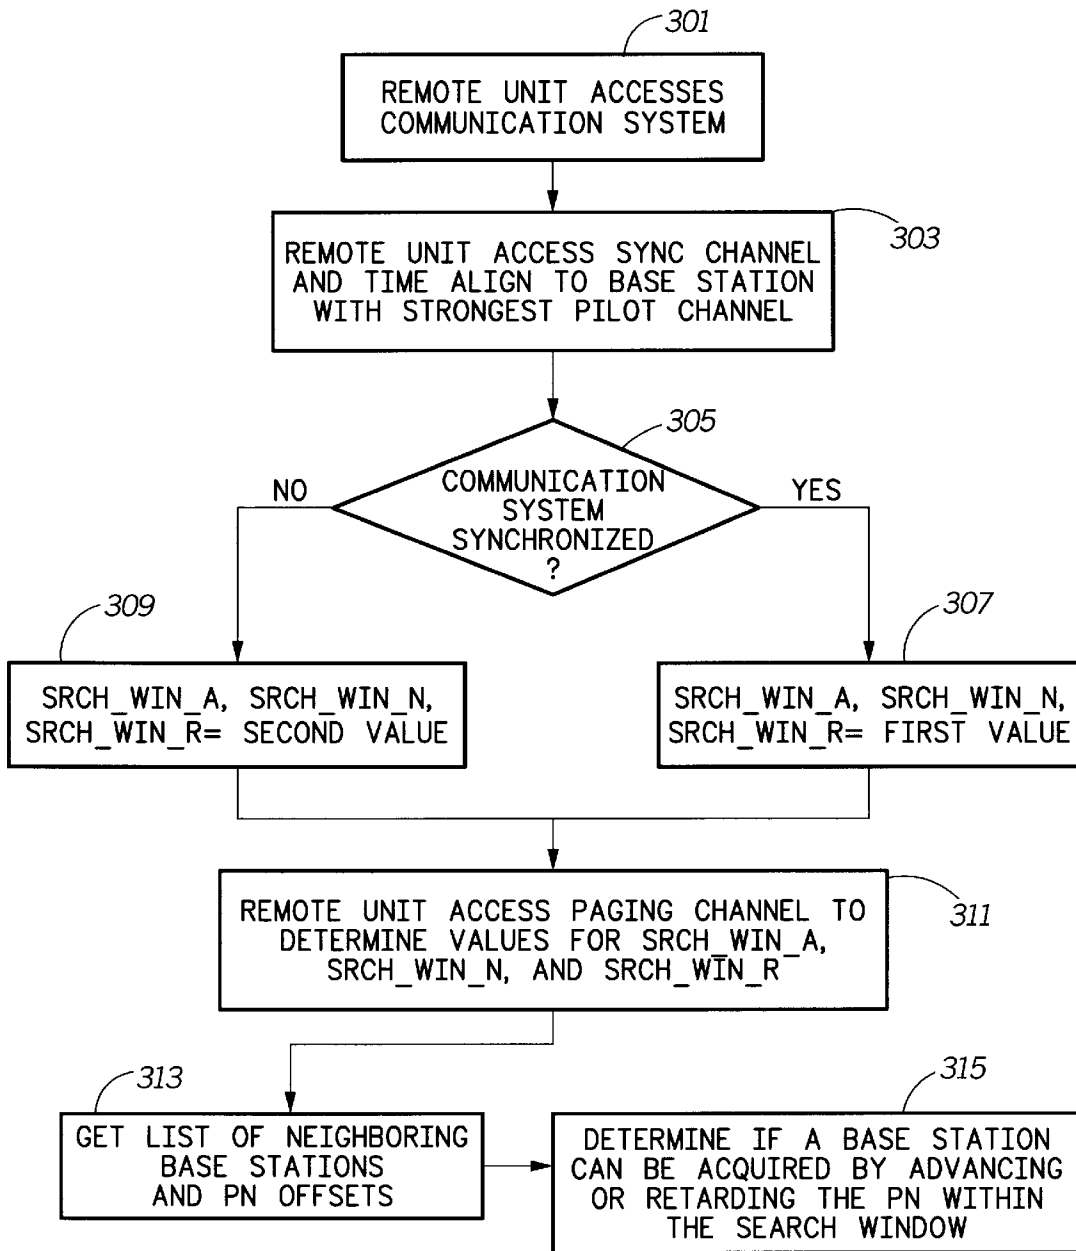 301
REMOTE UNIT ACCESSES
COMMUNICATION SYSTEM
303
REMOTE UNIT ACCESS SYNC CHANNEL
AND TIME ALIGN TO BASE STATION
WITH STRONGEST PILOT CHANNEL
305
COMMUNICATION
SYSTEM
SYNCHRONIZED
?
NO
YES
309
SRCH_WIN_A, SRCH_WIN_N,
SRCH_WIN_R= SECOND VALUE
307
SRCH_WIN_A, SRCH_WIN_N,
SRCH_WIN_R= FIRST VALUE
311
REMOTE UNIT ACCESS PAGING CHANNEL TO
DETERMINE VALUES FOR SRCH_WIN_A,
SRCH_WIN_N, AND SRCH_WIN_R
313
GET LIST OF NEIGHBORING
BASE STATIONS
AND PN OFFSETS
315
DETERMINE IF A BASE STATION
CAN BE ACQUIRED BY ADVANCING
OR RETARDING THE PN WITHIN
THE SEARCH WINDOW